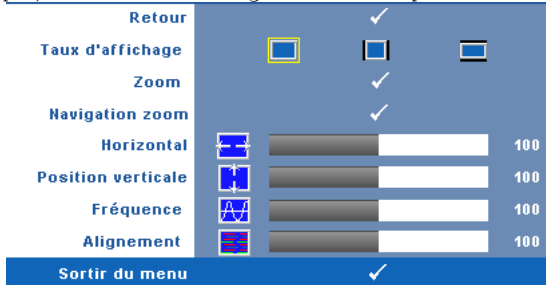 Retour
Taux d'affichage
Zoom
Navigation zoom
Horizontal 100
Position verticale 100
Fréquence 100
Alignement 100
Sortir du menu